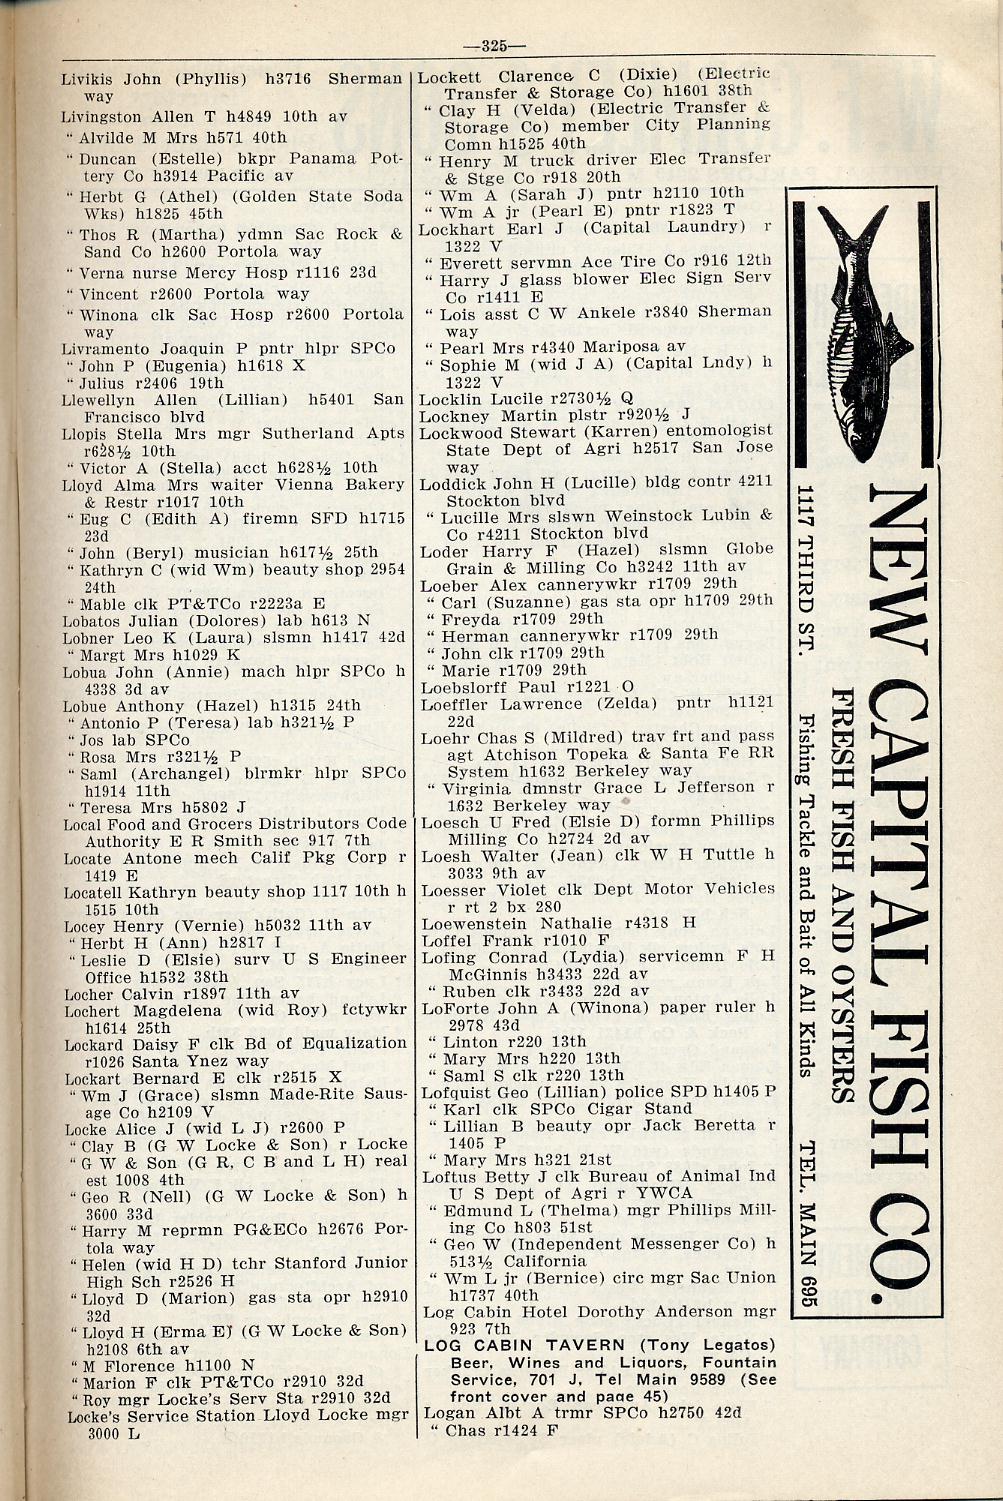 —325—
Livikis John (Phyllis) h3716 Sherman
way
Livingston Allen T h4849 10th av
" Alvilde M Mrs h571 40th
" Duncan (Estelle) bkpr Panama Pot-
tery Co h3914 Pacific av
" Herbt G (Athel) (Golden State Soda
Wks) h1825 45th
" Thos R (Martha) ydmn Sac Rock &
Sand Co h2600 Portola way
" Verna nurse Mercy Hosp r1116 23d
" Vincent r2600 Portola way
" Winona clk Sac Hosp r2600 Portola
way
Livramento Joaquin P pntr hlpr SPCo
" John P (Eugenia) h1618 X
" Julius r2406 19th
Llewellyn Allen (Lillian) h5401 San
Francisco blvd
Llopis Stella Mrs mgr Sutherland Apts
r628½ 10th
" Victor A (Stella) acct h628½ 10th
Lloyd Alma Mrs waiter Vienna Bakery
& Restr r1017 10th
" Eug C (Edith A) firemn SFD h1715
23d
" John (Beryl) musician h617½ 25th
" Kathryn C (wid Wm) beauty shop 2954
24th
" Mable clk PT&TCo r2223a E
Lobatos Julian (Dolores) lab h613 N
Lobner Leo K (Laura) slsmn h1417 42d
" Margt Mrs h1029 K
Lobua John (Annie) mach hlpr SPCo h
4338 3d av
Lobue Anthony (Hazel) h1315 24th
" Antonio P (Teresa) lab h321½ P
" Jos lab SPCo
" Rosa Mrs r321½ P
" Saml (Archangel) blrmkr hlpr SPCo
h1914 11th
" Teresa Mrs h5802 J
Local Food and Grocers Distributors Code
Authority E R Smith sec 917 7th
Locate Antone mech Calif Pkg Corp r
1419 E
Locatell Kathryn beauty shop 1117 10th h
1515 10th
Locey Henry (Vernie) h5032 11th av
" Herbt H (Ann) h2817 I
" Leslie D (Elsie) surv U S Engineer
Office h1532 38th
Locher Calvin r1897 11th av
Lochert Magdelena (wid Roy) fctywkr
h1614 25th
Lockard Daisy F clk Bd of Equalization
r1026 Santa Ynez way
Lockart Bernard E clk r2515 X
" Wm J (Grace) slsmn Made-Rite Saus-
age Co h2109 V
Locke Alice J (wid L J) r2600 P
" Clay B (G W Locke & Son) r Locke
" G W & Son (G R, C B and L H) real
est 1008 4th
" Geo R (Nell) (G W Locke & Son) h
3600 33d
" Harry M reprmn PG&ECo h2676 Por-
tola way
" Helen (wid H D) tchr Stanford Junior
High Sch r2526 H
" Lloyd D (Marion) gas sta opr h2910
32d
" Lloyd H (Erma E) (G W Locke & Son)
h2108 6th av
" M Florence h1100 N
" Marion F clk PT&TCo r2910 32d
" Roy mgr Locke's Serv Sta r2910 32d
Locke's Service Station Lloyd Locke mgr
3000 L
Lockett Clarence C (Dixie) (Electric
Transfer & Storage Co) h1601 38th
" Clay H (Velda) (Electric Transfer &
Storage Co) member City Planning
Comn h1525 40th
" Henry M truck driver Elec Transfer
& Stge Co r918 20th
" Wm A (Sarah J) pntr h2110 10th
" Wm A jr (Pearl E) pntr r1823 T
Lockhart Earl J (Capital Laundry) r
1322 V
" Everett servmn Ace Tire Co r916 12th
" Harry J glass blower Elec Sign Serv
Co r1411 E
" Lois asst C W Ankele r3840 Sherman
way
" Pearl Mrs r4340 Mariposa av
" Sophie M (wid J A) (Capital Lndy) h
1322 V
Locklin Lucile r2730½ Q
Lockney Martin plstr r920½ J
Lockwood Stewart (Karren) entomologist
State Dept of Agri h2517 San Jose
way
Loddick John H (Lucille) bldg contr 4211
Stockton blvd
" Lucille Mrs slswn Weinstock Lubin &
Co r4211 Stockton blvd
Loder Harry F (Hazel) slsmn Globe
Grain & Milling Co h3242 11th av
Loeber Alex cannerywkr r1709 29th
" Carl (Suzanne) gas sta opr h1709 29th
" Freyda r1709 29th
" Herman cannerywkr r1709 29th
" John clk r1709 29th
" Marie r1709 29th
Loebslorff Paul r1221 O
Loeffler Lawrence (Zelda) pntr h1121
22d
Loehr Chas S (Mildred) trav frt and pass
agt Atchison Topeka & Santa Fe RR
System h1632 Berkeley way
" Virginia dmnstr Grace L Jefferson r
1632 Berkeley way
Loesch U Fred (Elsie D) formn Phillips
Milling Co h2724 2d av
Loesh Walter (Jean) clk W H Tuttle h
3033 9th av
Loesser Violet clk Dept Motor Vehicles
r rt 2 bx 280
Loewenstein Nathalie r4318 H
Loffel Frank r1010 F
Lofing Conrad (Lydia) servicemn F H
McGinnis h3433 22d av
" Ruben clk r3433 22d av
LoForte John A (Winona) paper ruler h
2978 43d
" Linton r220 13th
" Mary Mrs h220 13th
" Saml S clk r220 13th
Lofquist Geo (Lillian) police SPD h1405 P
" Karl clk SPCo Cigar Stand
" Lillian B beauty opr Jack Beretta r
1405 P
" Mary Mrs h321 21st
Loftus Betty J clk Bureau of Animal Ind
U S Dept of Agri r YWCA
" Edmund L (Thelma) mgr Phillips Mill-
ing Co h803 51st
" Geo W (Independent Messenger Co) h
513½ California
" Wm L jr (Bernice) circ mgr Sac Union
h1737 40th
Log Cabin Hotel Dorothy Anderson mgr
923 7th
LOG CABIN TAVERN (Tony Legatos)
Beer, Wines and Liquors, Fountain
Service, 701 J, Tel Main 9589 (See
front cover and page 45)
Logan Albt A trmr SPCo h2750 42d
" Chas r1424 F
NEW CAPITAL FISH CO.
FRESH FISH AND OYSTERS
1117 THIRD ST. Fishing Tackle and Bait of All Kinds TEL. MAIN 695